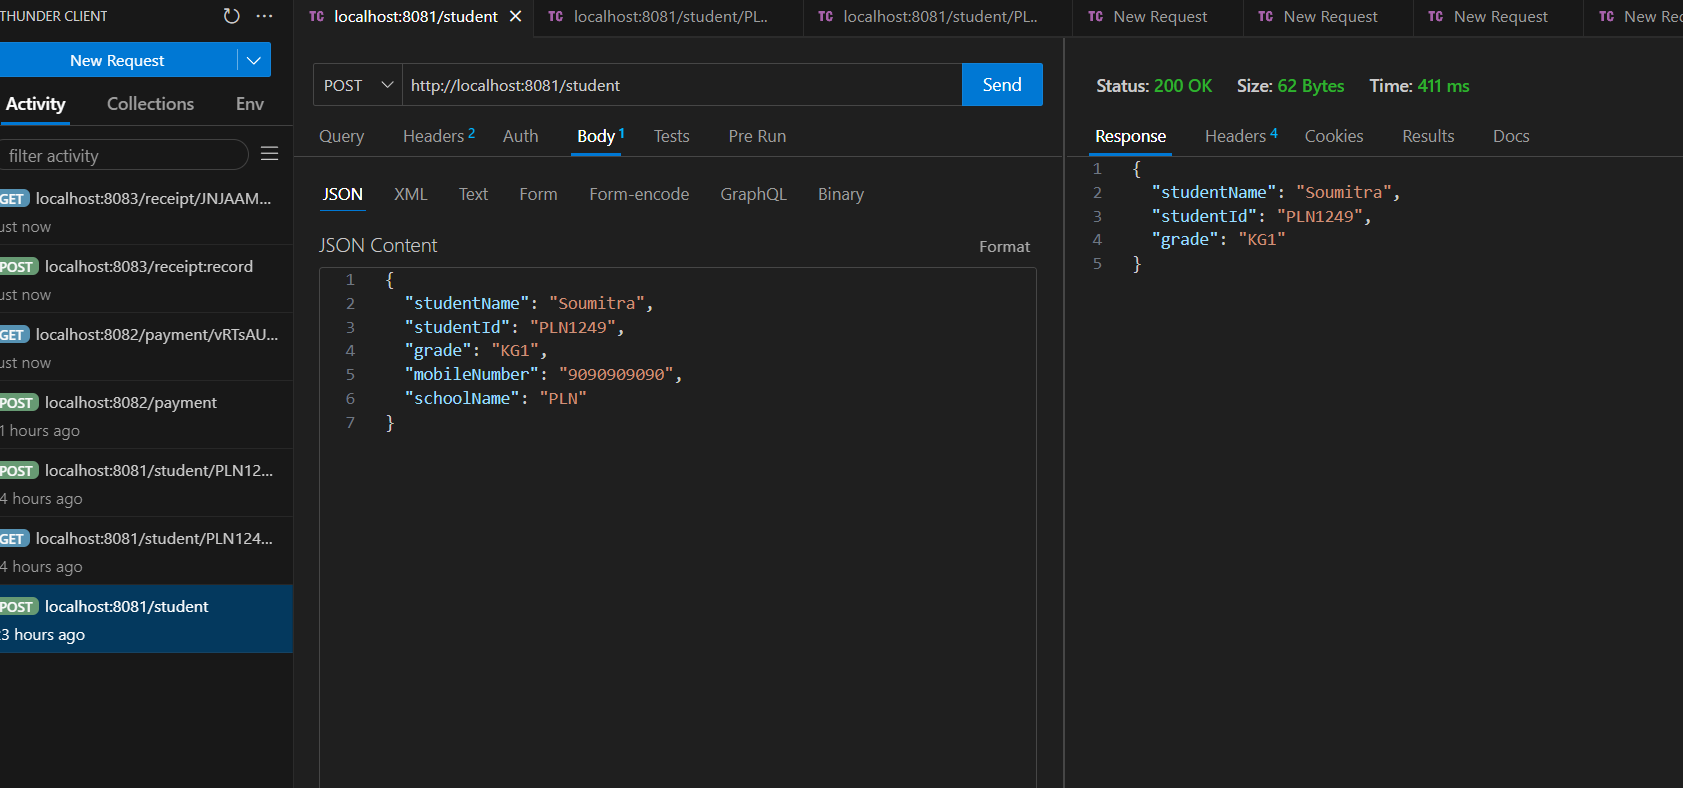 THUNDER CLIENT
New Request
Activity Collections Env
filter activity
GET localhost:8083/receipt/JNJAAM...
ust now
POST localhost:8083/receipt:record
ust now
GET localhost:8082/payment/vRTsAU...
ust now
POST localhost:8082/payment
1 hours ago
POST localhost:8081/student/PLN12...
4 hours ago
GET localhost:8081/student/PLN124...
4 hours ago
POST localhost:8081/student
3 hours ago
TC localhost:8081/student TC localhost:8081/student/PL.. TC localhost:8081/student/PL.. TC New Request TC New Request TC New Request TC New Rec
POST http://localhost:8081/student Send
Query Headers 2 Auth Body 1 Tests Pre Run
JSON XML Text Form Form-encode GraphQL Binary
JSON Content Format
1 {
2 "studentName": "Soumitra",
3 "studentId": "PLN1249",
4 "grade": "KG1",
5 "mobileNumber": "9090909090",
6 "schoolName": "PLN"
7 }
Status: 200 OK Size: 62 Bytes Time: 411 ms
Response Headers 4 Cookies Results Docs
1 {
2 "studentName": "Soumitra",
3 "studentId": "PLN1249",
4 "grade": "KG1"
5 }